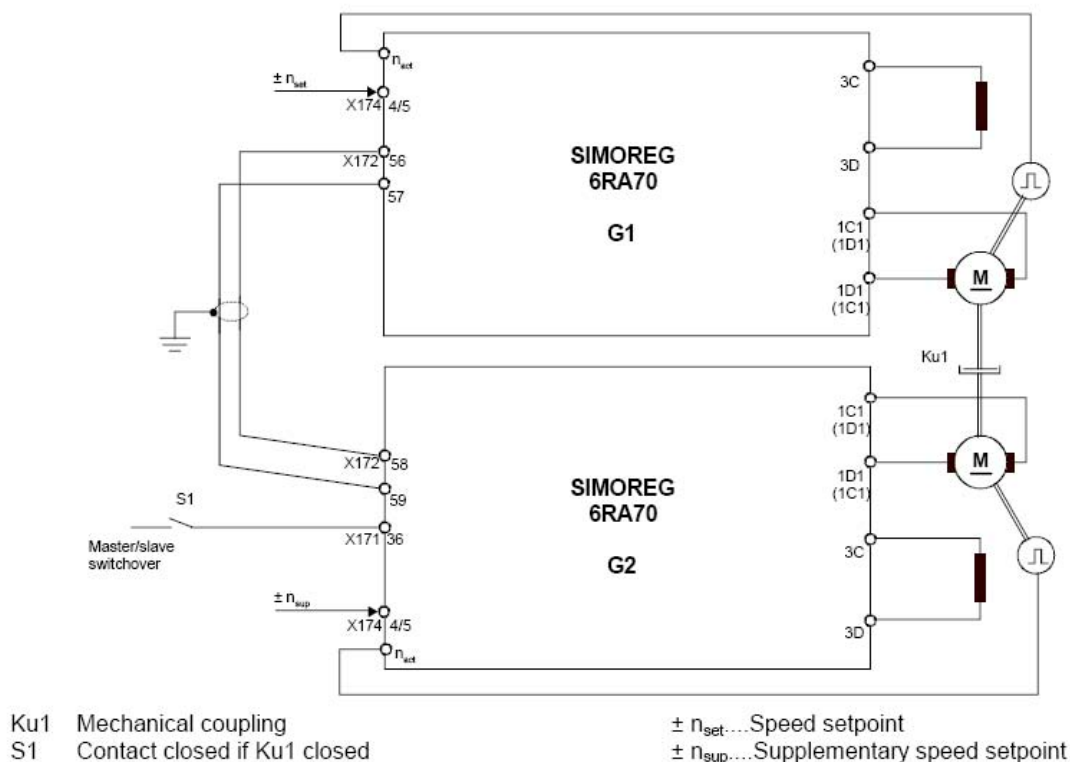 n_act
± n_set
X174 4/5
X172 56
57
SIMOREG
6RA70
G1
3C
3D
1C1
(1D1)
1D1
(1C1)
M
Ku1
1C1
(1D1)
1D1
(1C1)
M
X172 58
59
S1
Master/slave
switchover
X171 36
SIMOREG
6RA70
G2
3C
3D
± n_sup
X174 4/5
n_act
Ku1 Mechanical coupling
S1 Contact closed if Ku1 closed
± n_set....Speed setpoint
± n_sup....Supplementary speed setpoint